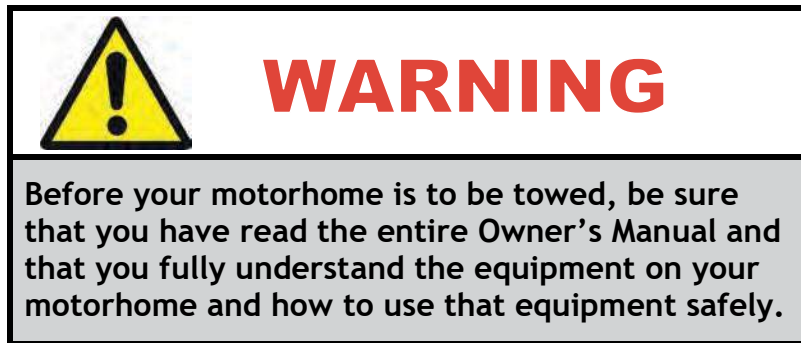 WARNING
Before your motorhome is to be towed, be sure
that you have read the entire Owner’s Manual and
that you fully understand the equipment on your
motorhome and how to use that equipment safely.